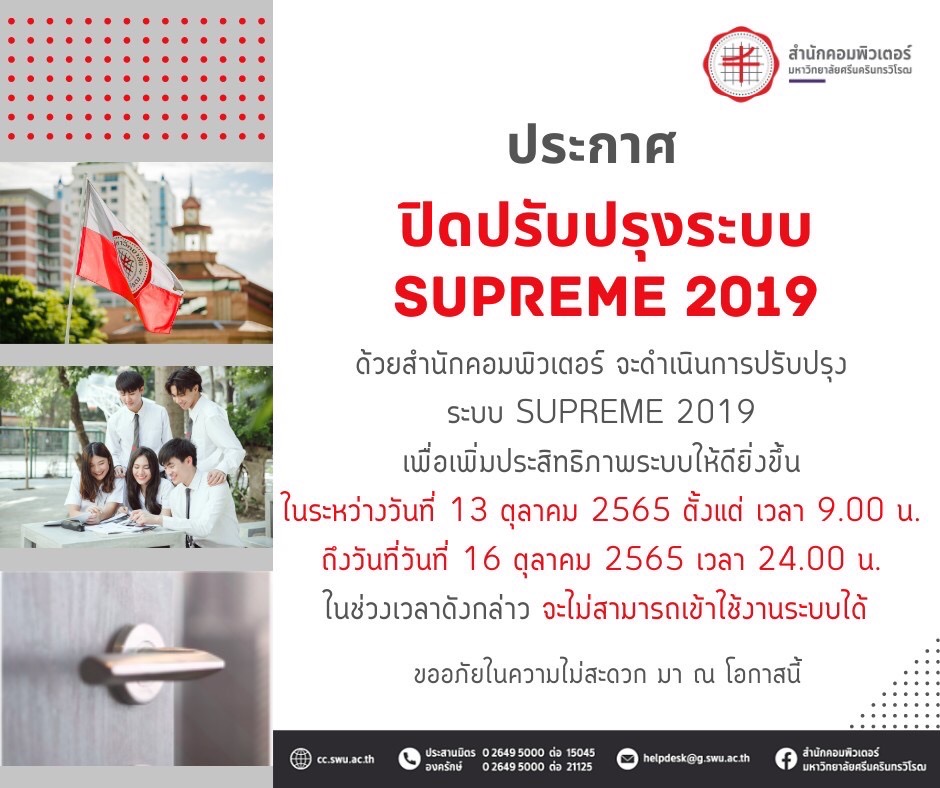 สำนักคอมพิวเตอร์
มหาวิทยาลัยศรีนครินทรวิโรฒ
ประกาศ
ปิดปรับปรุงระบบ
SUPREME 2019
ด้วยสำนักคอมพิวเตอร์ จะดำเนินการปรับปรุง
ระบบ SUPREME 2019
เพื่อเพิ่มประสิทธิภาพระบบให้ดียิ่งขึ้น
ในระหว่างวันที่ 13 ตุลาคม 2565 ตั้งแต่ เวลา 9.00 น.
ถึงวันที่วันที่ 16 ตุลาคม 2565 เวลา 24.00 น.
ในช่วงเวลาดังกล่าว จะไม่สามารถเข้าใช้งานระบบได้
ขออภัยในความไม่สะดวก มา ณ โอกาสนี้
cc.swu.ac.th
ประสานมิตร 0 2649 5000 ต่อ 15045
องครักษ์ 0 2649 5000 ต่อ 21125
helpdesk@g.swu.ac.th
สำนักคอมพิวเตอร์
มหาวิทยาลัยศรีนครินทรวิโรฒ